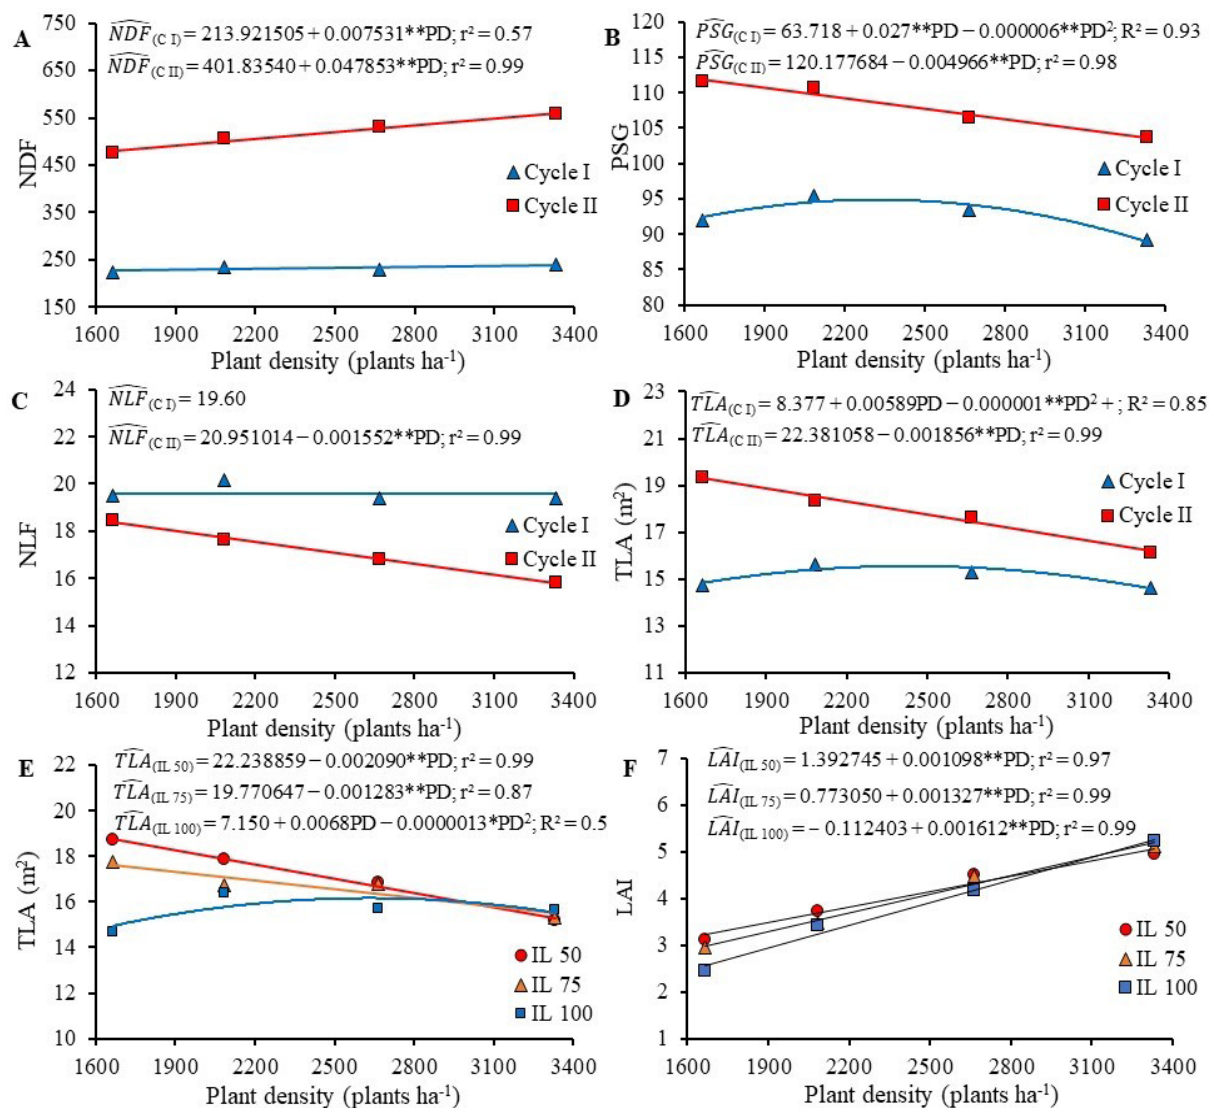 A
NDF̂(C I) = 213.921505 + 0.007531**PD; r² = 0.57
NDF̂(C II) = 401.83540 + 0.047853**PD; r² = 0.99
750
650
550
450
350
250
150
NDF
Cycle I
Cycle II
1600 1900 2200 2500 2800 3100 3400
Plant density (plants ha⁻¹)
B
PSĜ(C I) = 63.718 + 0.027**PD − 0.000006**PD²; R² = 0.93
PSĜ(C II) = 120.177684 − 0.004966**PD; r² = 0.98
120
115
110
105
100
95
90
85
80
PSG
Cycle I
Cycle II
1600 1900 2200 2500 2800 3100 3400
Plant density (plants ha⁻¹)
C
NLF̂(C I) = 19.60
NLF̂(C II) = 20.951014 − 0.001552**PD; r² = 0.99
24
22
20
18
16
14
12
NLF
Cycle I
Cycle II
1600 1900 2200 2500 2800 3100 3400
Plant density (plants ha⁻¹)
D
TLÂ(C I) = 8.377 + 0.00589PD − 0.000001**PD² + ; R² = 0.85
TLÂ(C II) = 22.381058 − 0.001856**PD; r² = 0.99
23
21
19
17
15
13
11
TLA (m²)
Cycle I
Cycle II
1600 1900 2200 2500 2800 3100 3400
Plant density (plants ha⁻¹)
E
TLÂ(IL 50) = 22.238859 − 0.002090**PD; r² = 0.99
TLÂ(IL 75) = 19.770647 − 0.001283**PD; r² = 0.87
TLÂ(IL 100) = 7.150 + 0.0068PD − 0.0000013*PD²; R² = 0.5
22
20
18
16
14
12
10
TLA (m²)
IL 50
IL 75
IL 100
1600 1900 2200 2500 2800 3100 3400
Plant density (plants ha⁻¹)
F
LAÎ(IL 50) = 1.392745 + 0.001098**PD; r² = 0.97
LAÎ(IL 75) = 0.773050 + 0.001327**PD; r² = 0.99
LAÎ(IL 100) = − 0.112403 + 0.001612**PD; r² = 0.99
7
6
5
4
3
2
1
LAI
IL 50
IL 75
IL 100
1600 1900 2200 2500 2800 3100 3400
Plant density (plants ha⁻¹)